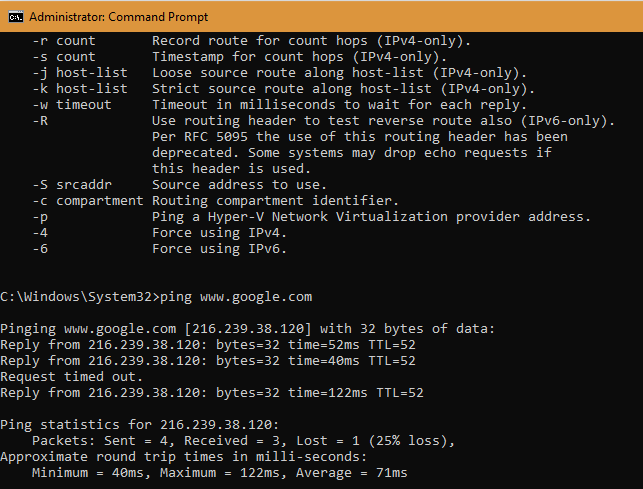 Administrator: Command Prompt
-r count Record route for count hops (IPv4-only).
-s count Timestamp for count hops (IPv4-only).
-j host-list Loose source route along host-list (IPv4-only).
-k host-list Strict source route along host-list (IPv4-only).
-w timeout Timeout in milliseconds to wait for each reply.
-R Use routing header to test reverse route also (IPv6-only).
Per RFC 5095 the use of this routing header has been
deprecated. Some systems may drop echo requests if
this header is used.
-S srcaddr Source address to use.
-c compartment Routing compartment identifier.
-p Ping a Hyper-V Network Virtualization provider address.
-4 Force using IPv4.
-6 Force using IPv6.
C:\Windows\System32>ping www.google.com
Pinging www.google.com [216.239.38.120] with 32 bytes of data:
Reply from 216.239.38.120: bytes=32 time=52ms TTL=52
Reply from 216.239.38.120: bytes=32 time=40ms TTL=52
Request timed out.
Reply from 216.239.38.120: bytes=32 time=122ms TTL=52
Ping statistics for 216.239.38.120:
Packets: Sent = 4, Received = 3, Lost = 1 (25% loss),
Approximate round trip times in milli-seconds:
Minimum = 40ms, Maximum = 122ms, Average = 71ms